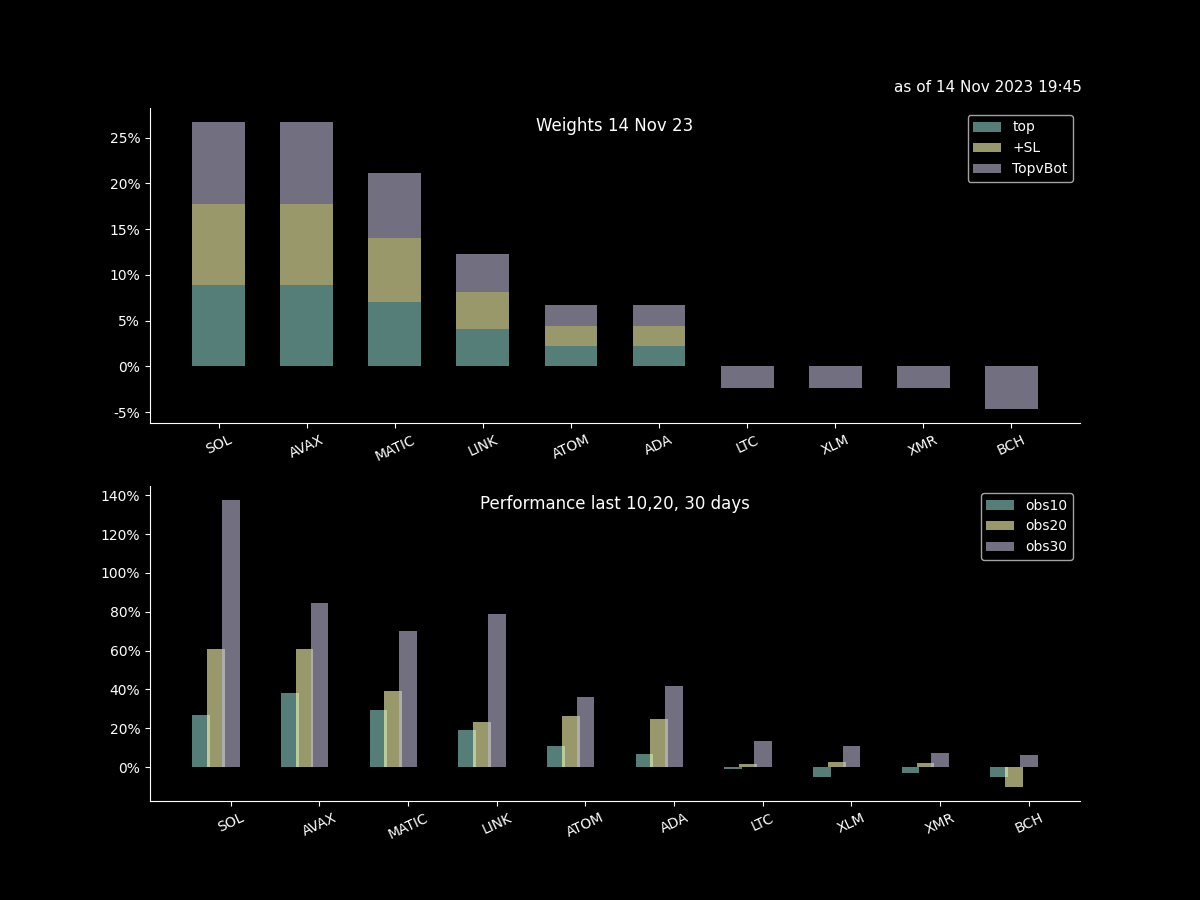 as of 14 Nov 2023 19:45
Weights 14 Nov 23
top
+SL
TopvBot
25%
20%
15%
10%
5%
0%
-5%
SOL AVAX MATIC LINK ATOM ADA LTC XLM XMR BCH
Performance last 10,20, 30 days
obs10
obs20
obs30
140%
120%
100%
80%
60%
40%
20%
0%
SOL AVAX MATIC LINK ATOM ADA LTC XLM XMR BCH